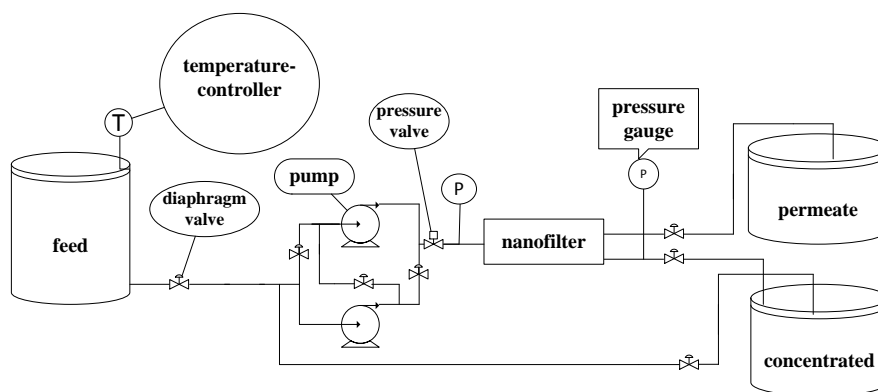 temperature-
controller
T
pressure
valve
pressure
gauge
P
P
pump
diaphragm
valve
feed
nanofilter
permeate
concentrated